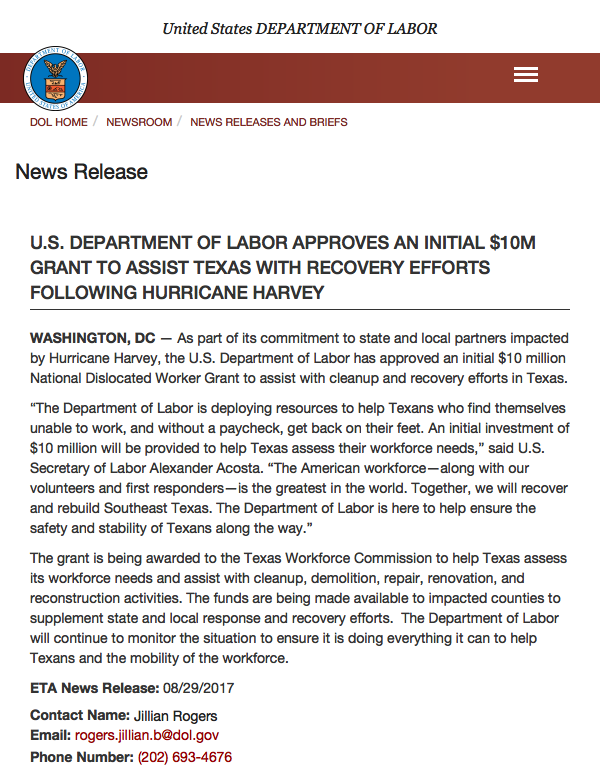 United States DEPARTMENT OF LABOR
DEPARTMENT OF LABOR
UNITED STATES OF AMERICA
DOL HOME / NEWSROOM / NEWS RELEASES AND BRIEFS
News Release
U.S. DEPARTMENT OF LABOR APPROVES AN INITIAL $10M
GRANT TO ASSIST TEXAS WITH RECOVERY EFFORTS
FOLLOWING HURRICANE HARVEY
WASHINGTON, DC — As part of its commitment to state and local partners impacted
by Hurricane Harvey, the U.S. Department of Labor has approved an initial $10 million
National Dislocated Worker Grant to assist with cleanup and recovery efforts in Texas.
“The Department of Labor is deploying resources to help Texans who find themselves
unable to work, and without a paycheck, get back on their feet. An initial investment of
$10 million will be provided to help Texas assess their workforce needs,” said U.S.
Secretary of Labor Alexander Acosta. “The American workforce—along with our
volunteers and first responders—is the greatest in the world. Together, we will recover
and rebuild Southeast Texas. The Department of Labor is here to help ensure the
safety and stability of Texans along the way.”
The grant is being awarded to the Texas Workforce Commission to help Texas assess
its workforce needs and assist with cleanup, demolition, repair, renovation, and
reconstruction activities. The funds are being made available to impacted counties to
supplement state and local response and recovery efforts.  The Department of Labor
will continue to monitor the situation to ensure it is doing everything it can to help
Texans and the mobility of the workforce.
ETA News Release: 08/29/2017
Contact Name: Jillian Rogers
Email: rogers.jillian.b@dol.gov
Phone Number: (202) 693-4676